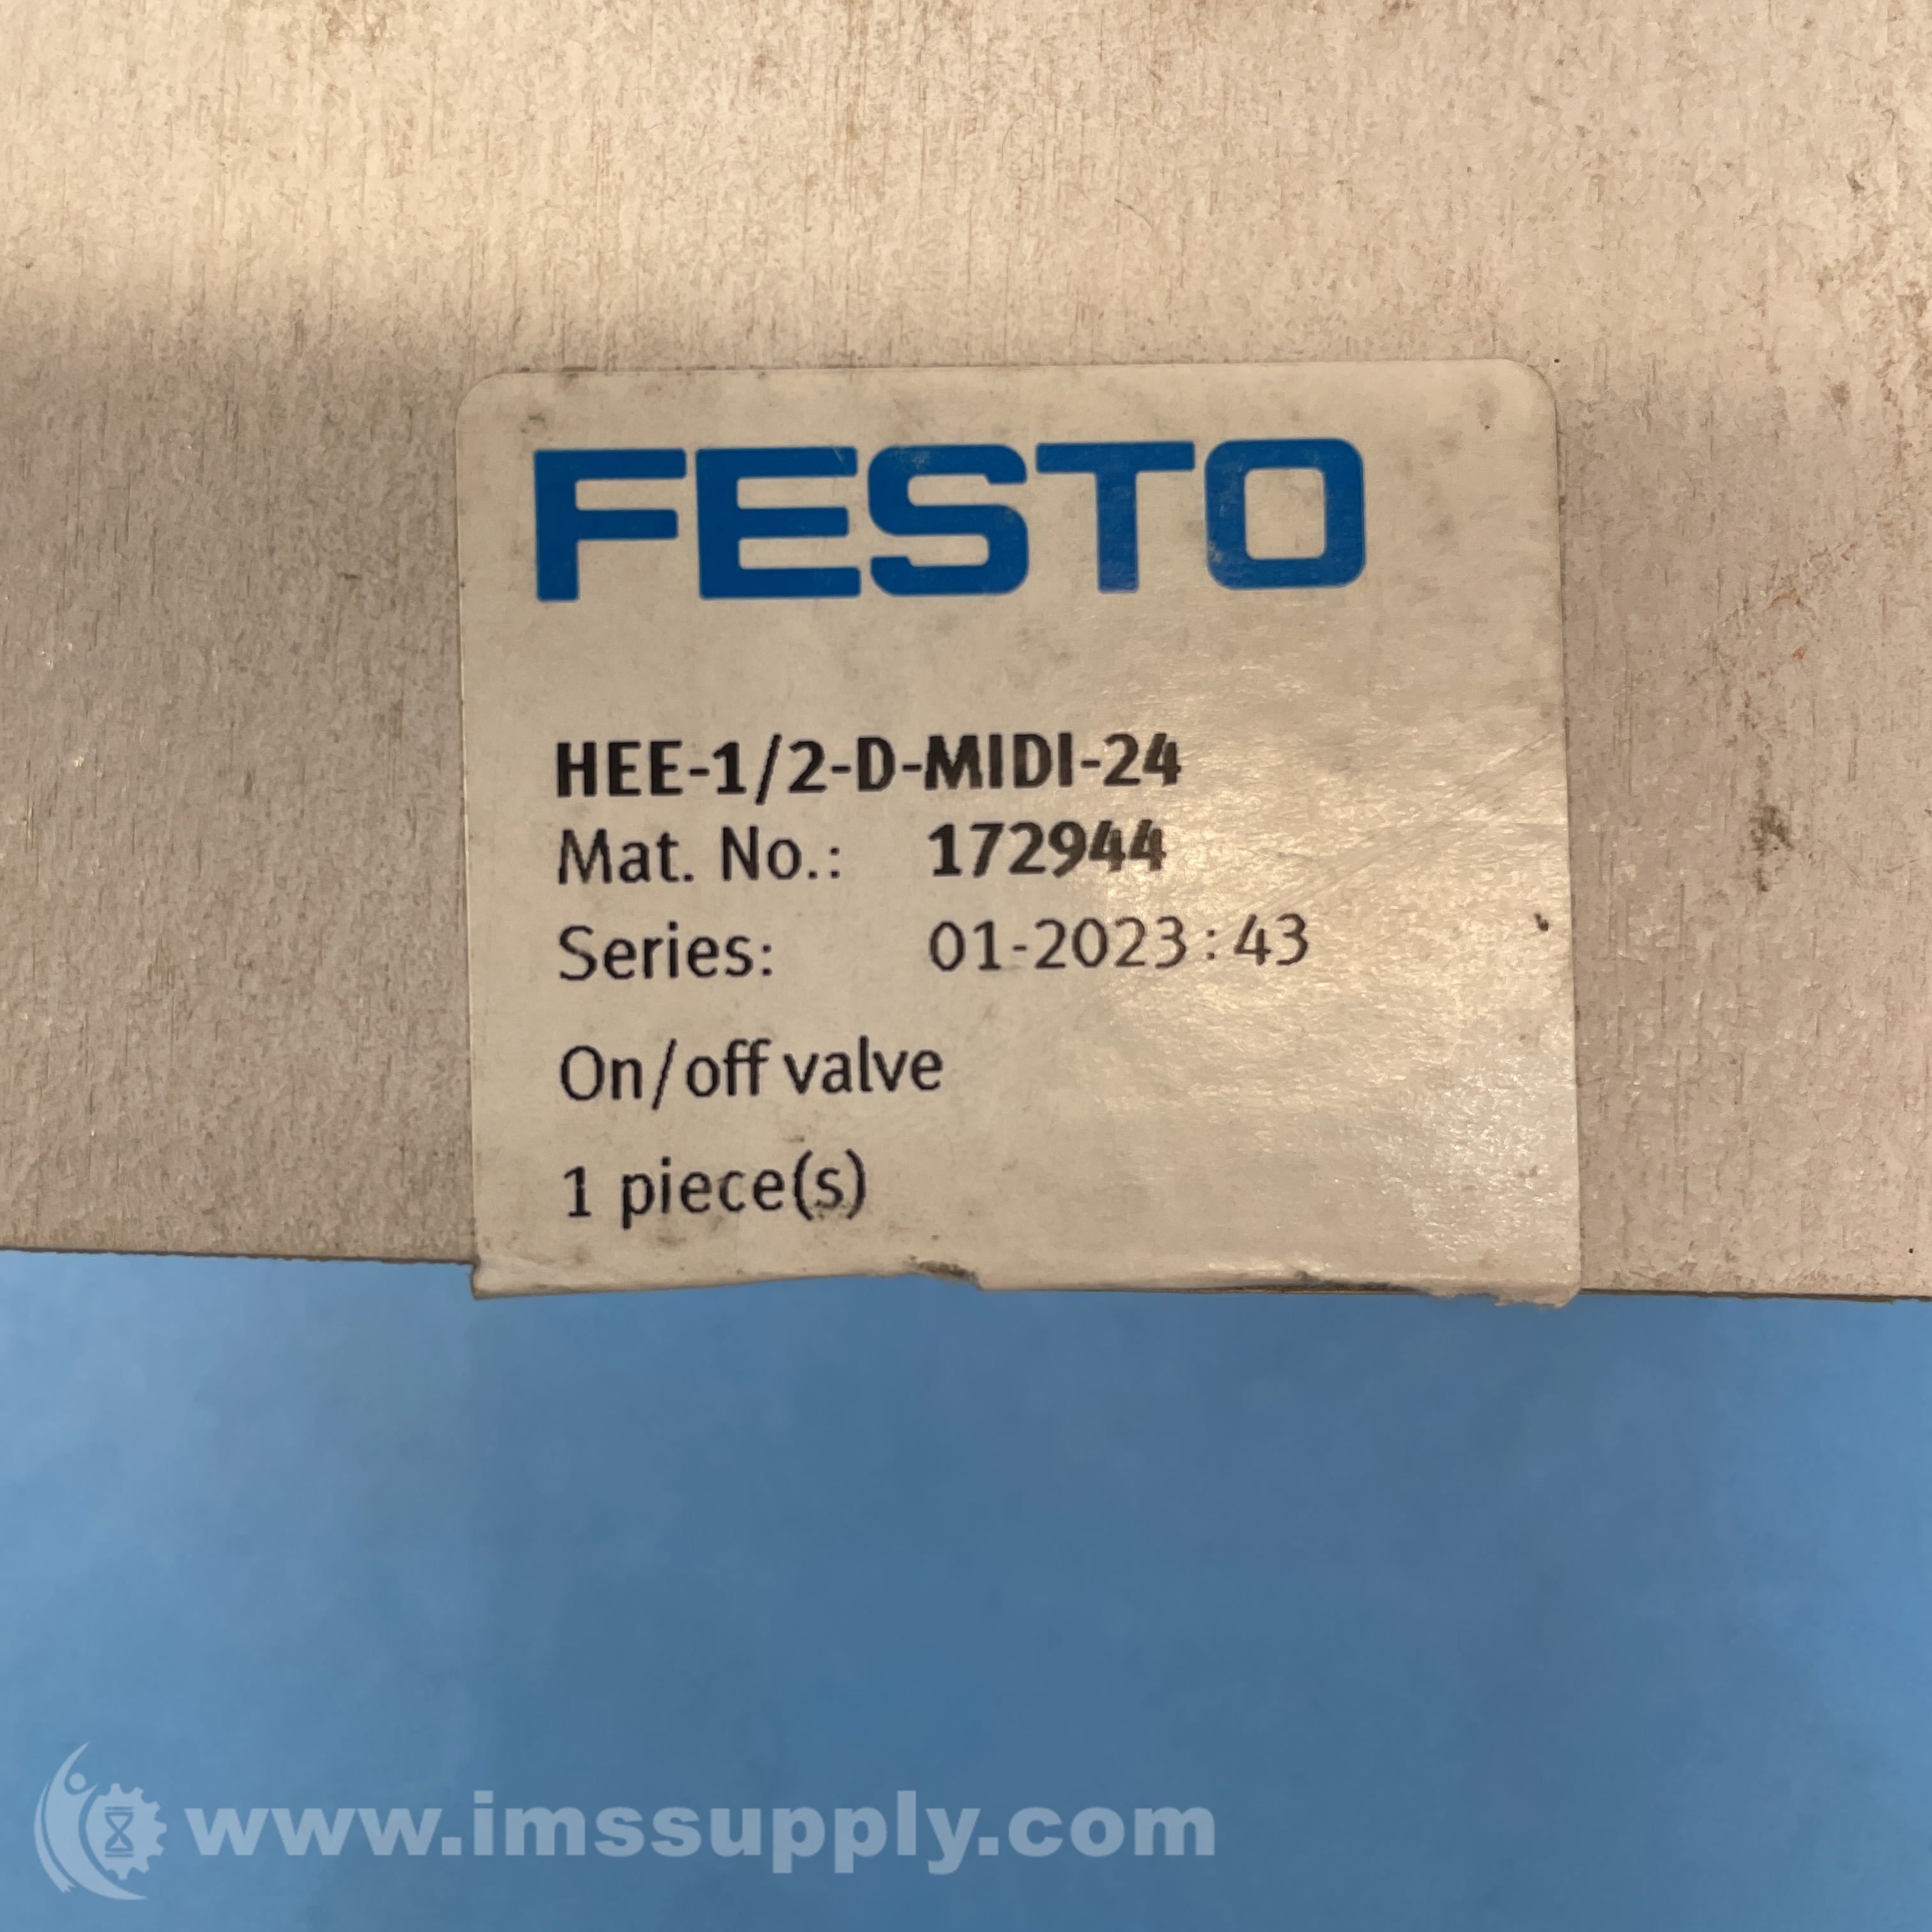 FESTO
HEE-1/2-D-MIDI-24
Mat. No.: 172944
Series: 01-2023:43
On/off valve
1 piece(s)
www.imssupply.com